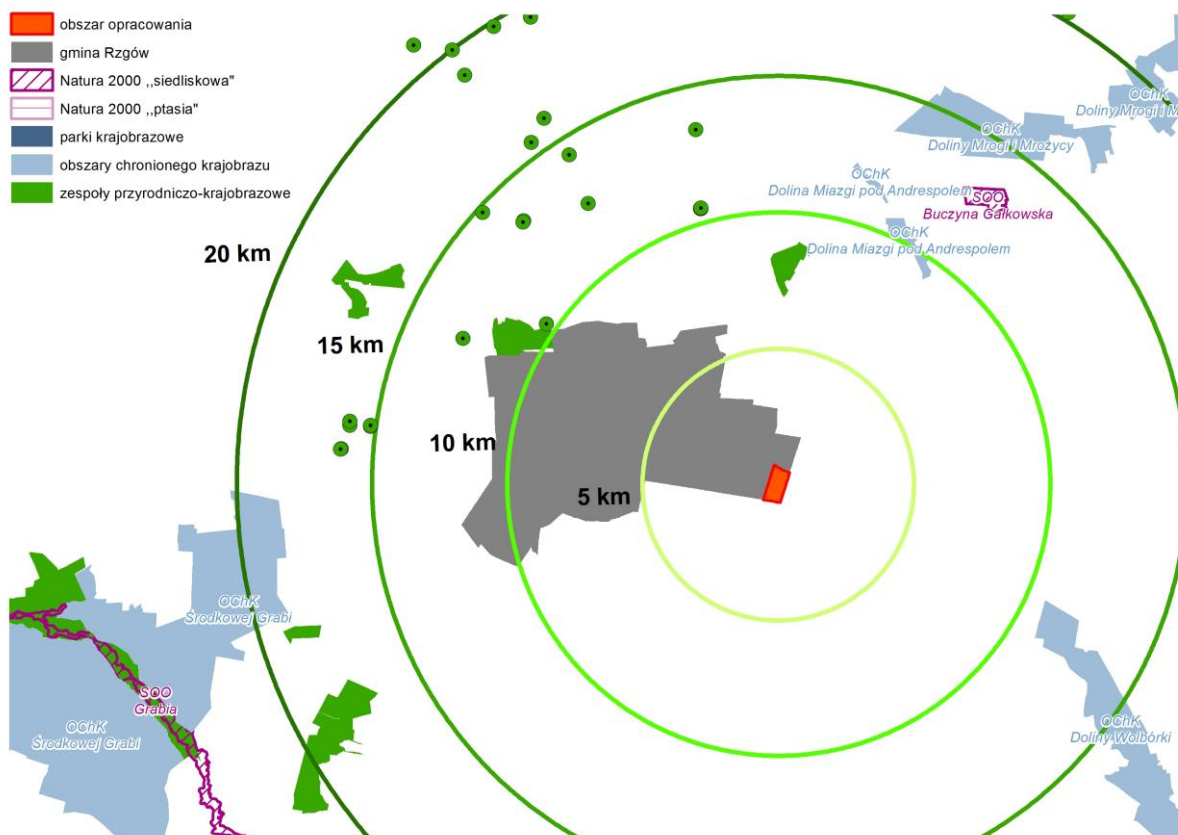 obszar opracowania
gmina Rzgów
Natura 2000 ,,siedliskowa"
Natura 2000 ,,ptasia"
parki krajobrazowe
obszary chronionego krajobrazu
zespoły przyrodniczo-krajobrazowe
OChK
Doliny Mrogi i M
OChK
Doliny Mrogi i Mrożycy
OChK
Dolina Miazgi pod Andrespolem
SOO
Buczyna Gałkowska
OChK
Dolina Miazgi pod Andrespolem
20 km
15 km
10 km
5 km
OChK
Środkowej Grabi
SOO
Grabia
OChK
Środkowej Grabi
OChK
Doliny Wolbórki